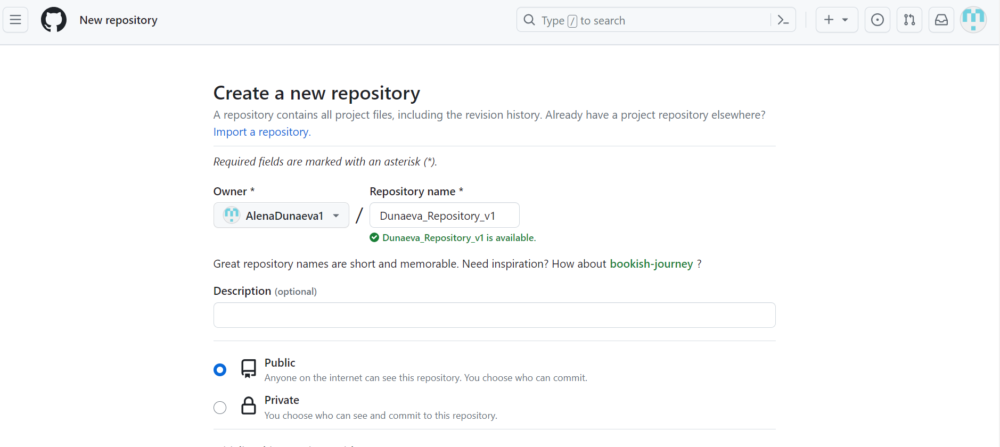 New repository
Type / to search
Create a new repository
A repository contains all project files, including the revision history. Already have a project repository elsewhere?
Import a repository.
Required fields are marked with an asterisk (*).
Owner *
Repository name *
AlenaDunaeva1 / Dunaeva_Repository_v1
Dunaeva_Repository_v1 is available.
Great repository names are short and memorable. Need inspiration? How about bookish-journey ?
Description (optional)
Public
Anyone on the internet can see this repository. You choose who can commit.
Private
You choose who can see and commit to this repository.